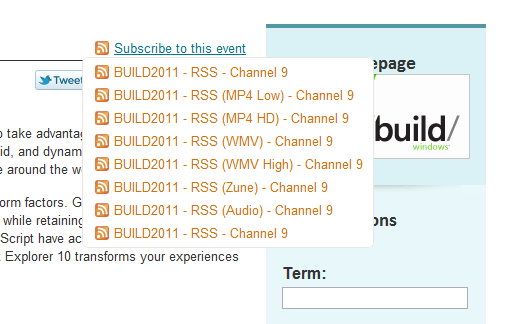 Subscribe to this event
Tweet
BUILD2011 - RSS - Channel 9
BUILD2011 - RSS (MP4 Low) - Channel 9
BUILD2011 - RSS (MP4 HD) - Channel 9
BUILD2011 - RSS (WMV) - Channel 9
BUILD2011 - RSS (WMV High) - Channel 9
BUILD2011 - RSS (Zune) - Channel 9
BUILD2011 - RSS (Audio) - Channel 9
BUILD2011 - RSS - Channel 9
take advantag
id, and dynam
around the w
orm factors. G
while retaining
Script have ac
Explorer 10 transforms your experiences
epage
build/
windows
ons
Term: